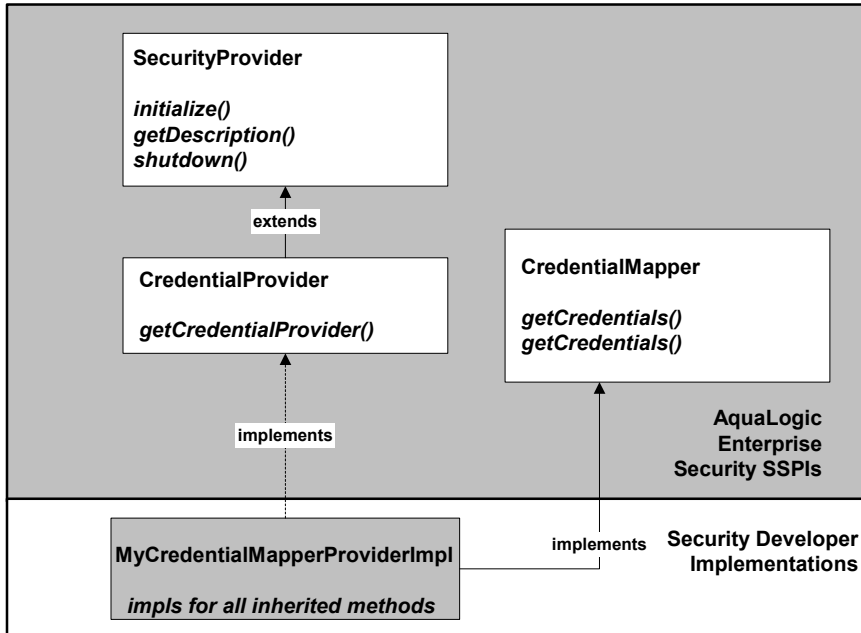 SecurityProvider
initialize()
getDescription()
shutdown()
extends
CredentialProvider
getCredentialProvider()
CredentialMapper
getCredentials()
getCredentials()
implements
AquaLogic
Enterprise
Security SSPIs
MyCredentialMapperProviderImpl
impls for all inherited methods
implements
Security Developer
Implementations